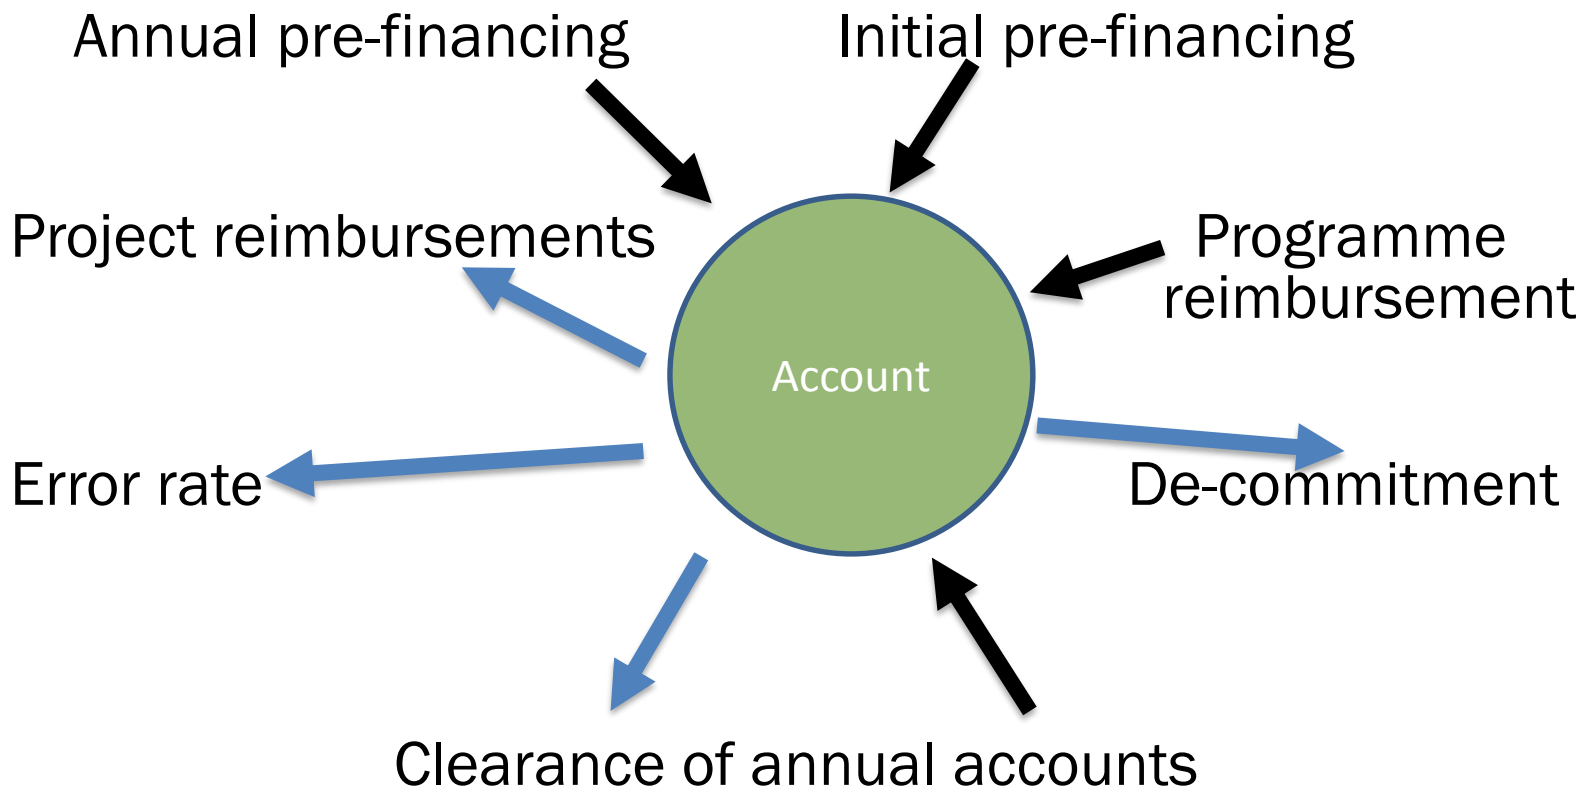 Annual pre-financing
Initial pre-financing
Project reimbursements
Programme
reimbursement
Account
Error rate
De-commitment
Clearance of annual accounts